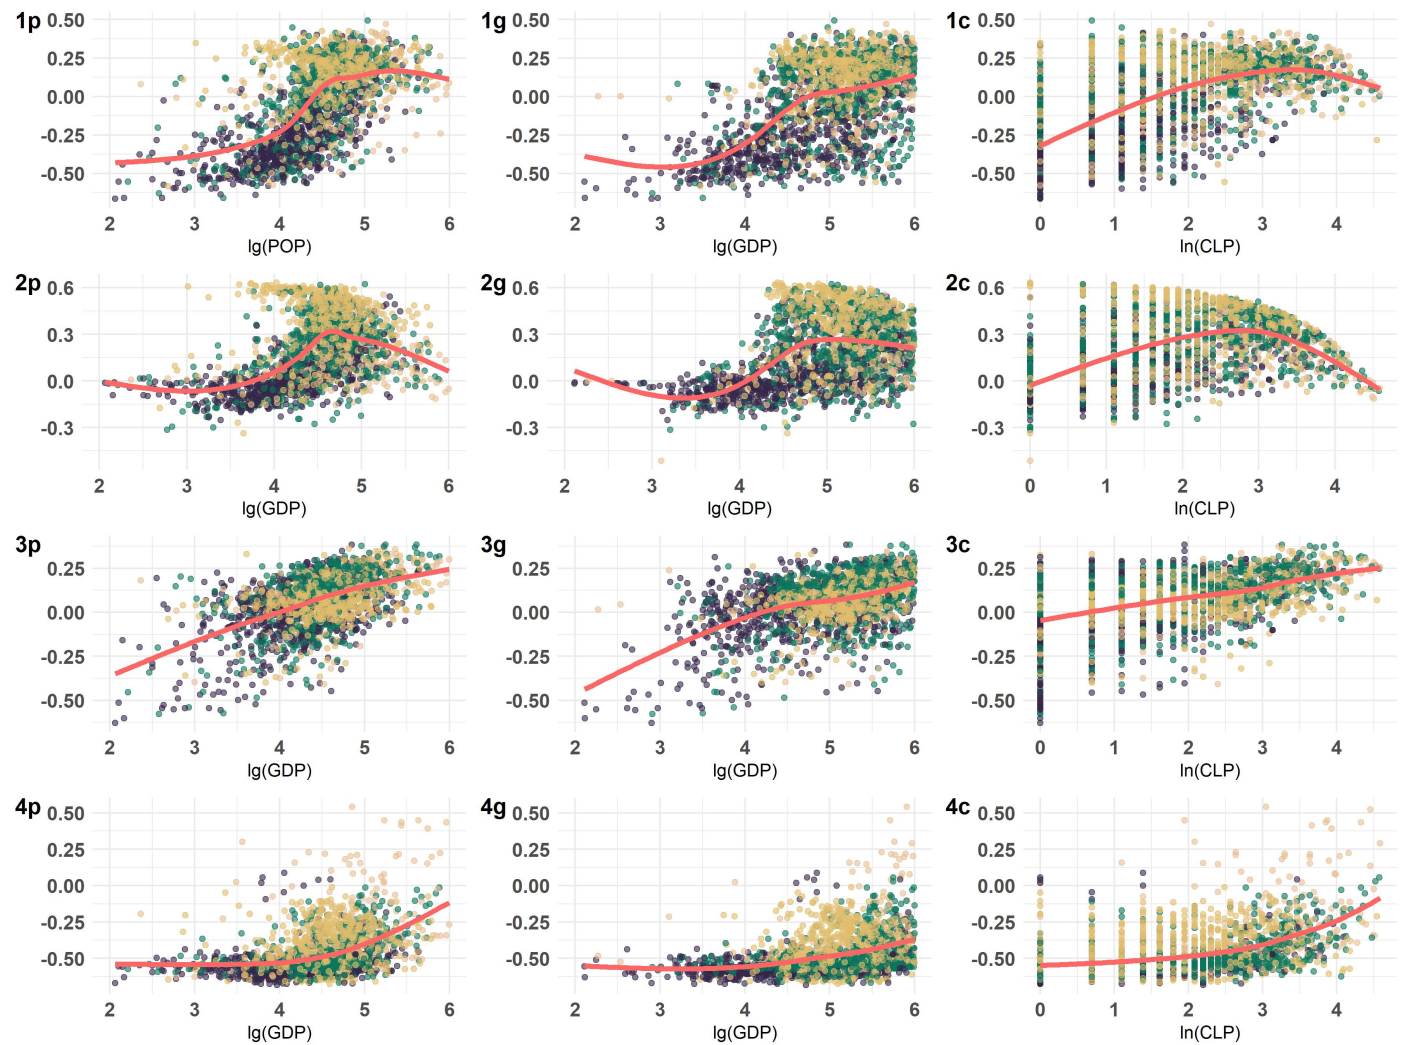 1p 0.50 0.25 0.00 -0.25 -0.50
2 3 4 5 6
lg(POP)
1g 0.50 0.25 0.00 -0.25 -0.50
2 3 4 5 6
lg(GDP)
1c 0.50 0.25 0.00 -0.25 -0.50
0 1 2 3 4
ln(CLP)
2p 0.6 0.3 0.0 -0.3
2 3 4 5 6
lg(GDP)
2g 0.6 0.3 0.0 -0.3
2 3 4 5 6
lg(GDP)
2c 0.6 0.3 0.0 -0.3
0 1 2 3 4
ln(CLP)
3p 0.25 0.00 -0.25 -0.50
2 3 4 5 6
lg(GDP)
3g 0.25 0.00 -0.25 -0.50
2 3 4 5 6
lg(GDP)
3c 0.25 0.00 -0.25 -0.50
0 1 2 3 4
ln(CLP)
4p 0.50 0.25 0.00 -0.25 -0.50
2 3 4 5 6
lg(GDP)
4g 0.50 0.25 0.00 -0.25 -0.50
2 3 4 5 6
lg(GDP)
4c 0.50 0.25 0.00 -0.25 -0.50
0 1 2 3 4
ln(CLP)